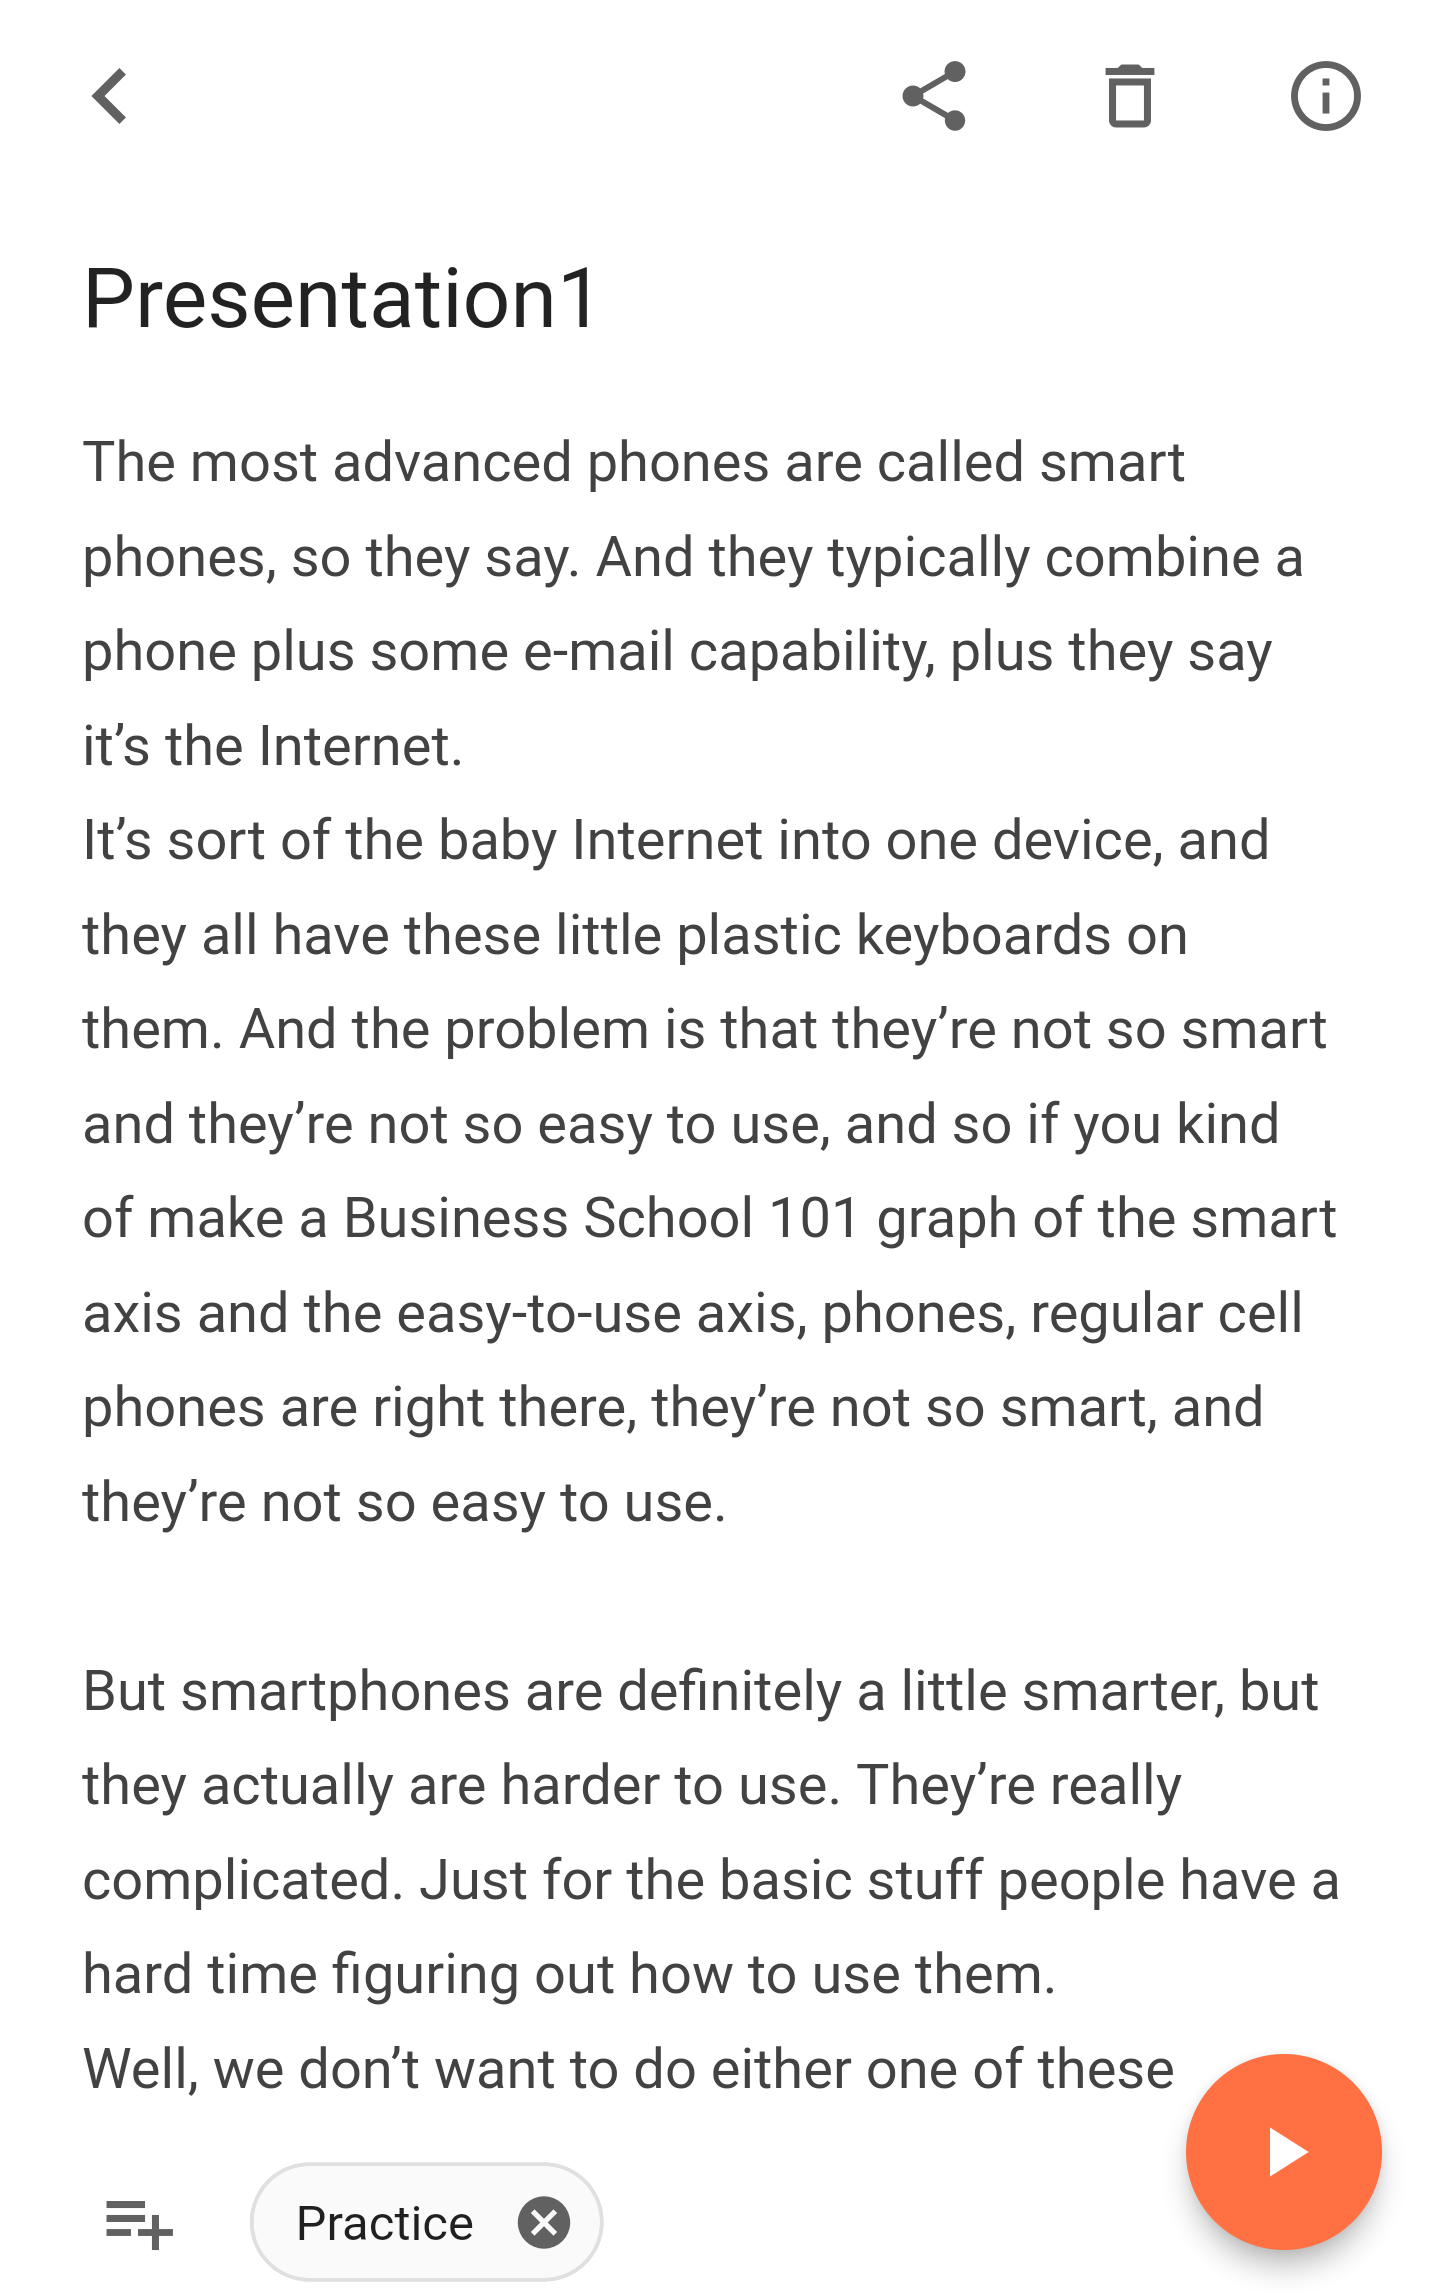 Presentation1
The most advanced phones are called smart
phones, so they say. And they typically combine a
phone plus some e-mail capability, plus they say
it’s the Internet.
It’s sort of the baby Internet into one device, and
they all have these little plastic keyboards on
them. And the problem is that they’re not so smart
and they’re not so easy to use, and so if you kind
of make a Business School 101 graph of the smart
axis and the easy-to-use axis, phones, regular cell
phones are right there, they’re not so smart, and
they’re not so easy to use.
But smartphones are definitely a little smarter, but
they actually are harder to use. They’re really
complicated. Just for the basic stuff people have a
hard time figuring out how to use them.
Well, we don’t want to do either one of these
Practice